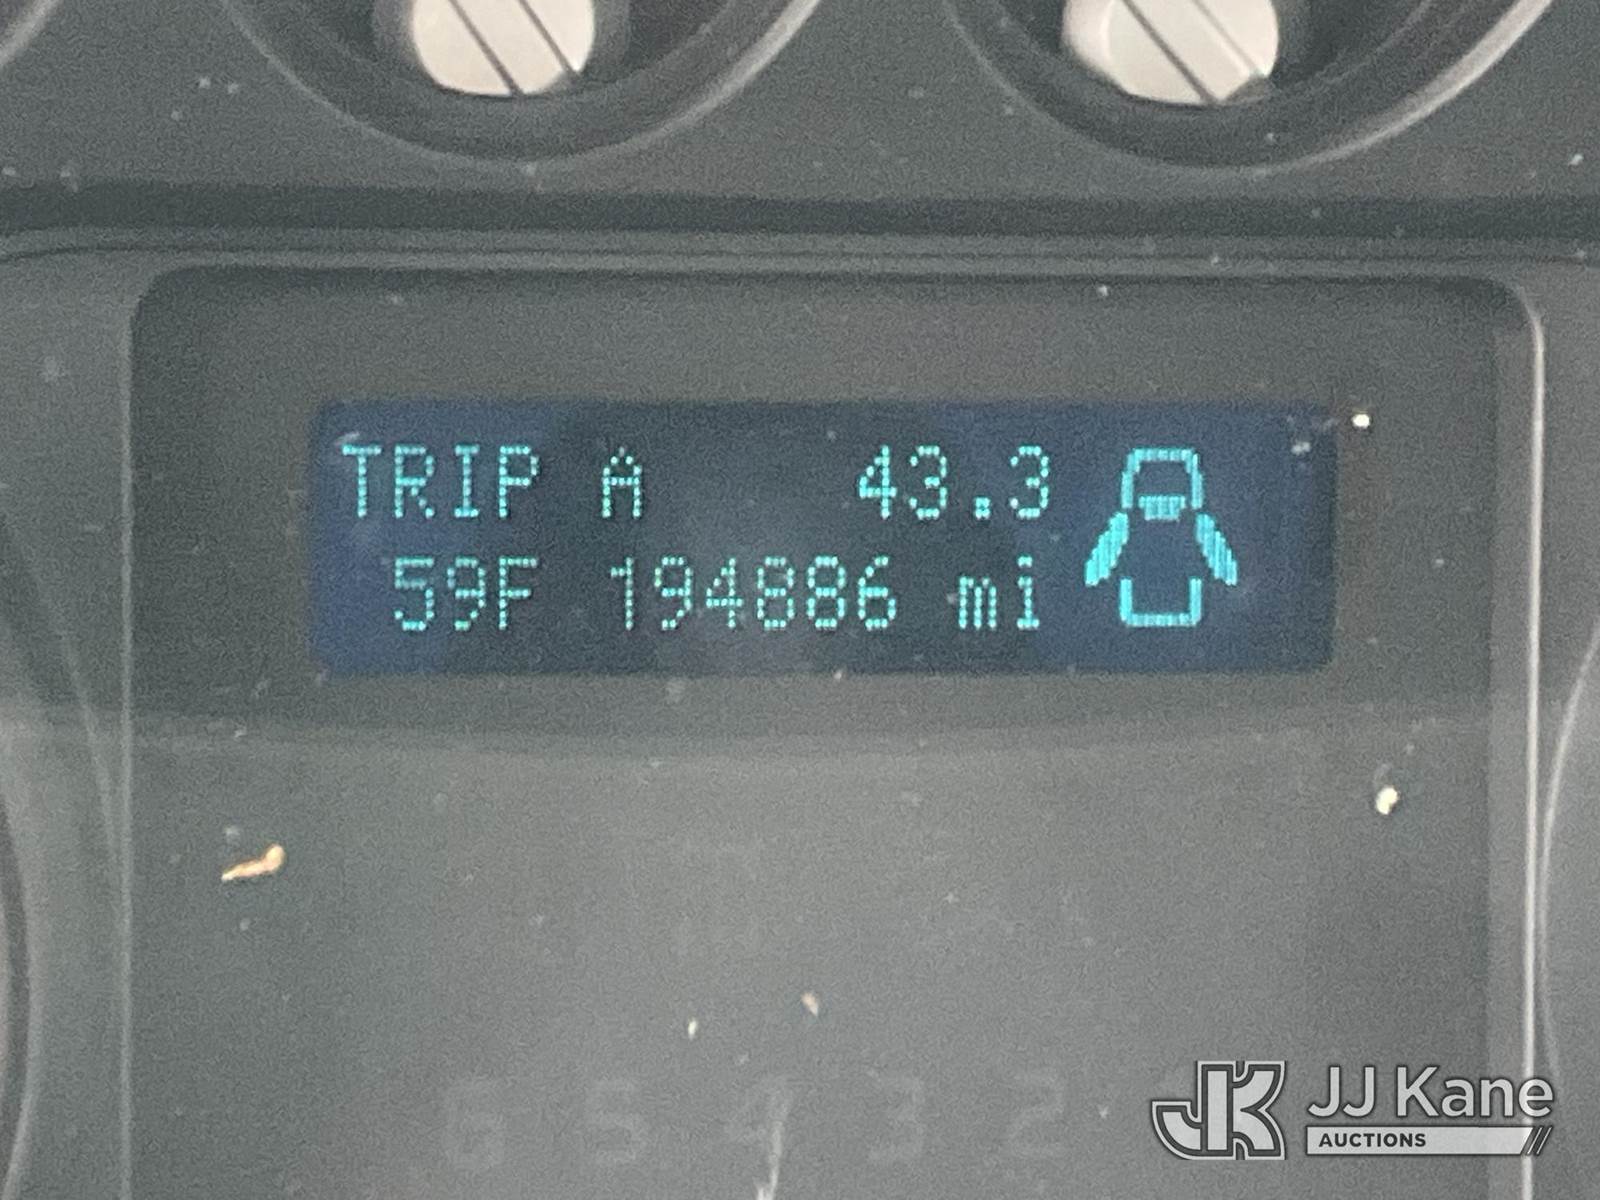 TRIP A 43.3
59F 194886 mi
JJ Kane
AUCTIONS